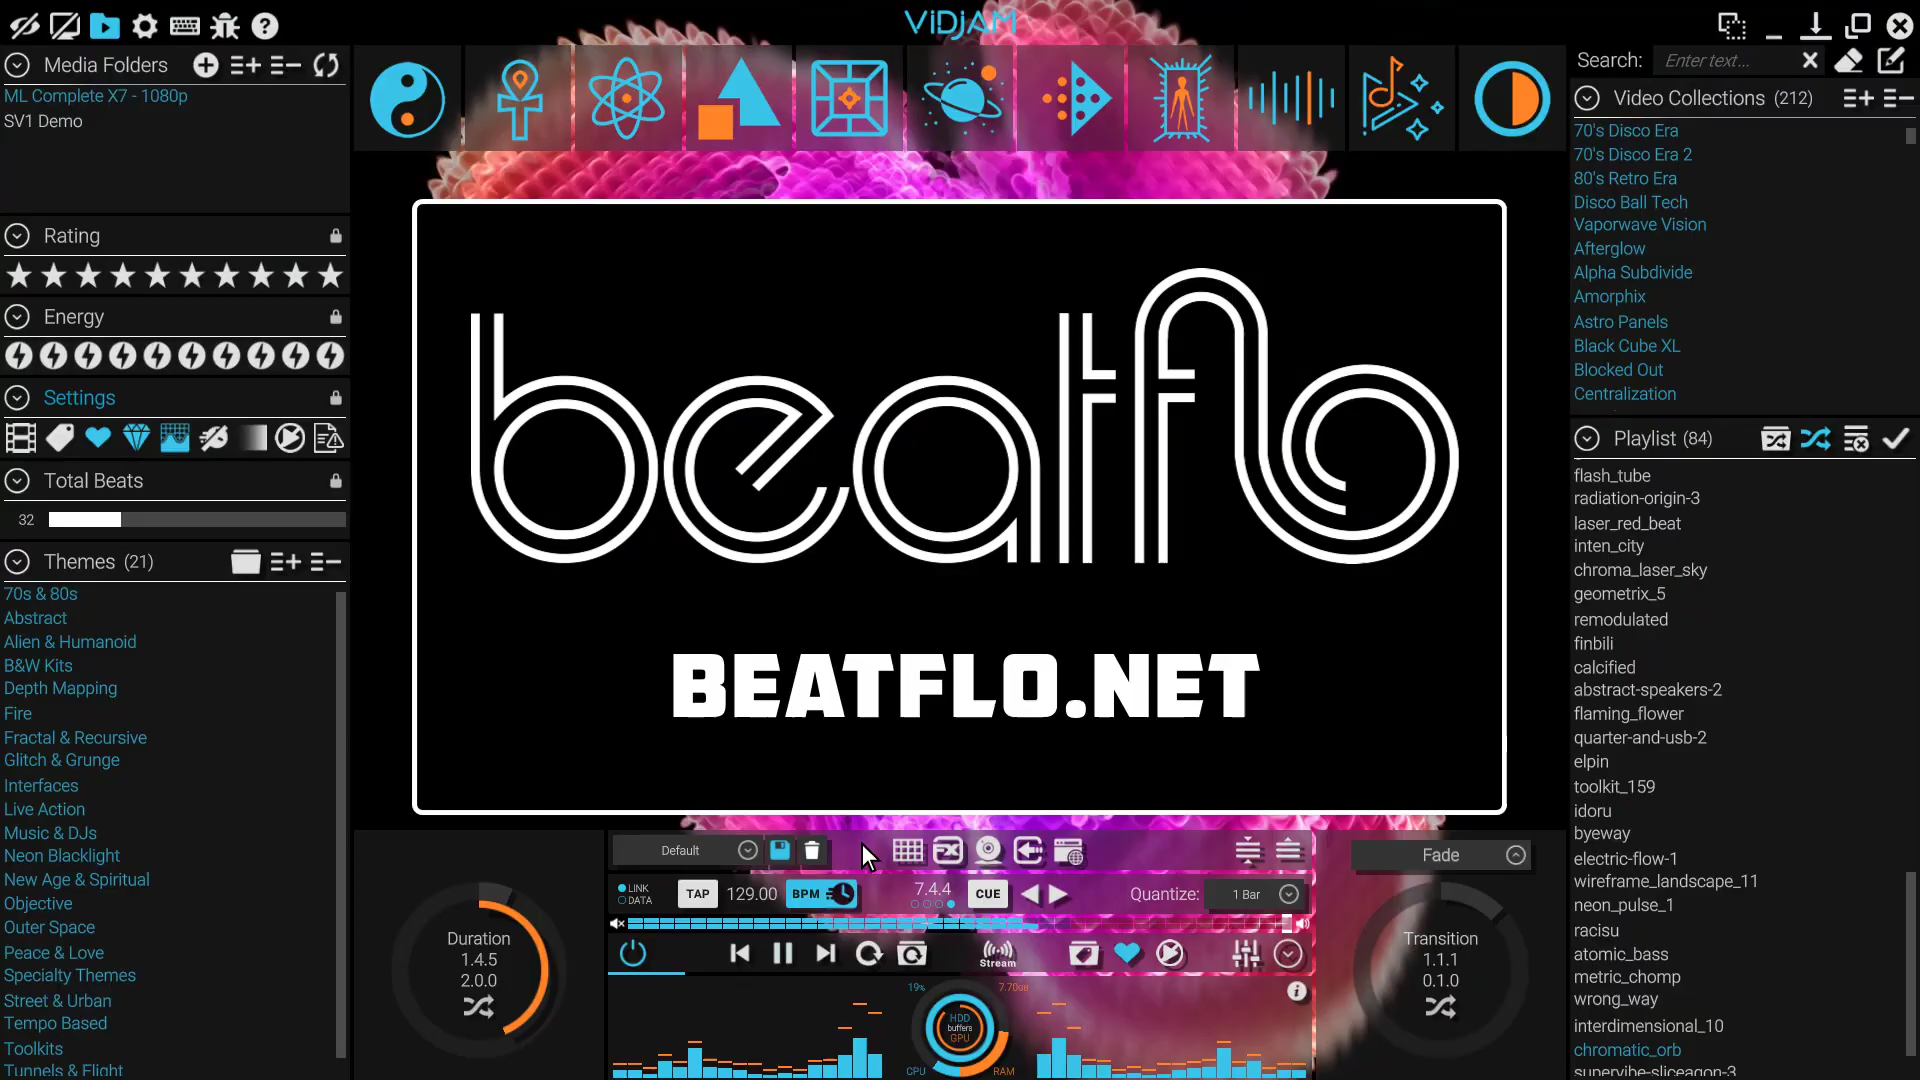 VIDJAM
Media Folders
ML Complete X7 - 1080p
SV1 Demo
Rating
Energy
Settings
Total Beats
32
Themes (21)
70s & 80s
Abstract
Alien & Humanoid
B&W Kits
Depth Mapping
Fire
Fractal & Recursive
Glitch & Grunge
Interfaces
Live Action
Music & DJs
Neon Blacklight
New Age & Spiritual
Objective
Outer Space
Peace & Love
Specialty Themes
Street & Urban
Tempo Based
Toolkits
Tunnels & Flight
beatflo
BEATFLO.NET
Duration
1.4.5
2.0.0
Default
FX
LINK
DATA
TAP
129.00
BPM
7.4.4
CUE
Quantize:
1 Bar
Stream
19%
7.70GB
HDD
buffers
GPU
CPU
RAM
Fade
Transition
1.1.1
0.1.0
Search:
Enter text...
Video Collections (212)
70's Disco Era
70's Disco Era 2
80's Retro Era
Disco Ball Tech
Vaporwave Vision
Afterglow
Alpha Subdivide
Amorphix
Astro Panels
Black Cube XL
Blocked Out
Centralization
Playlist (84)
flash_tube
radiation-origin-3
laser_red_beat
inten_city
chroma_laser_sky
geometrix_5
remodulated
finbili
calcified
abstract-speakers-2
flaming_flower
quarter-and-usb-2
elpin
toolkit_159
idoru
byeway
electric-flow-1
wireframe_landscape_11
neon_pulse_1
racisu
atomic_bass
metric_chomp
wrong_way
interdimensional_10
chromatic_orb
supervibe-sliceagon-3